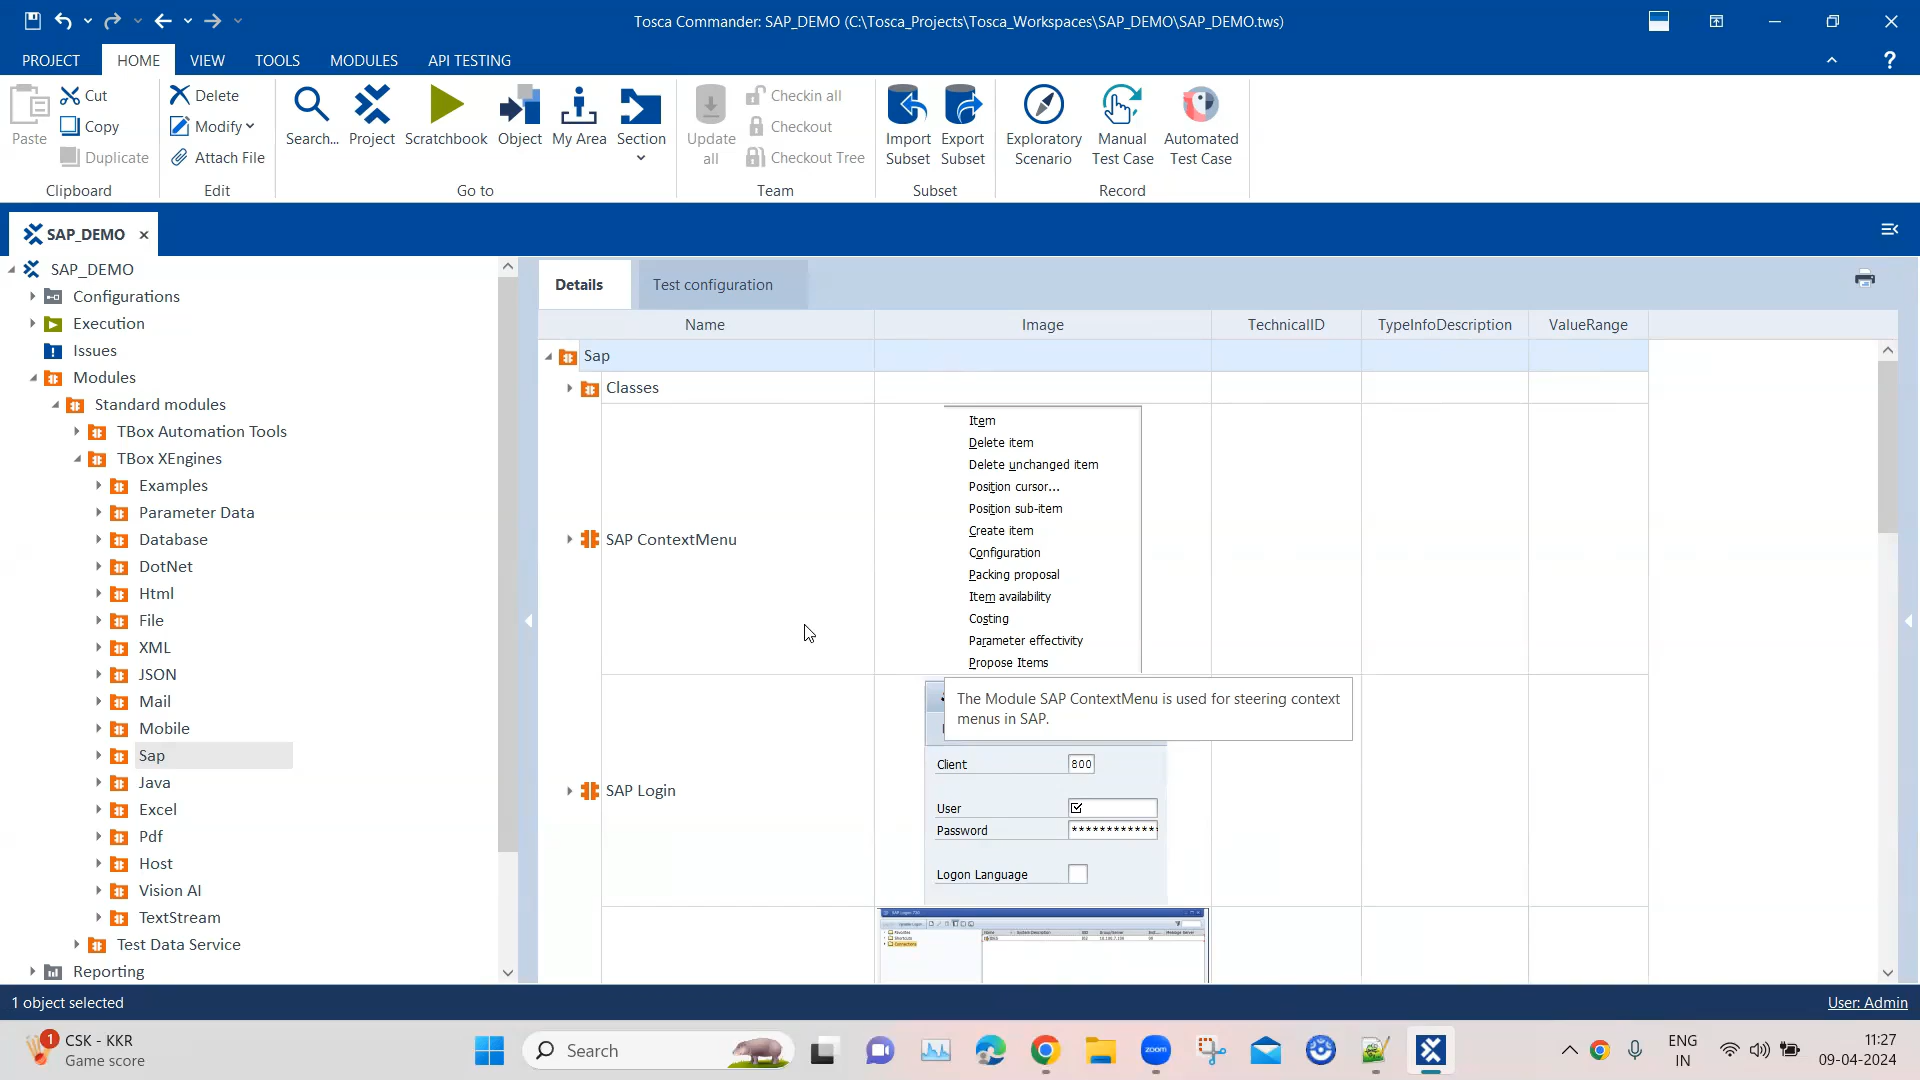 Tosca Commander: SAP_DEMO (C:\Tosca_Projects\Tosca_Workspaces\SAP_DEMO\SAP_DEMO.tws)
PROJECT HOME VIEW TOOLS MODULES API TESTING
Paste
Cut
Copy
Duplicate
Clipboard
Delete
Modify
Attach File
Edit
Search...
Project
Scratchbook
Object
My Area
Section
Go to
Update all
Checkin all
Checkout
Checkout Tree
Team
Import Subset
Export Subset
Subset
Exploratory Scenario
Manual Test Case
Automated Test Case
Record
SAP_DEMO
SAP_DEMO
Configurations
Execution
Issues
Modules
Standard modules
TBox Automation Tools
TBox XEngines
Examples
Parameter Data
Database
DotNet
Html
File
XML
JSON
Mail
Mobile
Sap
Java
Excel
Pdf
Host
Vision AI
TextStream
Test Data Service
Reporting
Details Test configuration
Name Image TechnicalID TypeInfoDescription ValueRange
Sap
Classes
SAP ContextMenu
Item
Delete item
Delete unchanged item
Position cursor...
Position sub-item
Create item
Configuration
Packing proposal
Item availability
Costing
Parameter effectivity
Propose Items
The Module SAP ContextMenu is used for steering context
menus in SAP.
SAP Login
Client 800
User
Password ************
Logon Language
1 object selected
User: Admin
1
CSK - KKR
Game score
Search
zoom
ENG
IN
11:27
09-04-2024